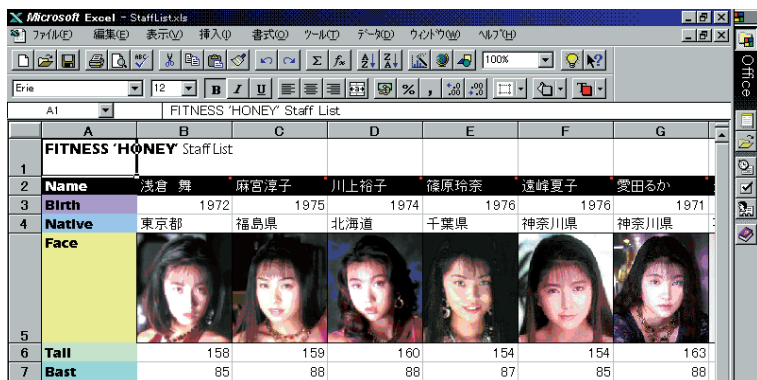 Microsoft Excel - StaffList.xls
ファイル(F) 編集(E) 表示(V) 挿入(I) 書式(O) ツール(T) データ(D) ウィンドウ(W) ヘルプ(H)
ABC Σ fx 100%
Erie 12 B I U % ,
Office
A1 FITNESS 'HONEY' Staff List
A B C D E F G
1 FITNESS 'HONEY' Staff List
2 Name 浅倉 舞 麻宮淳子 川上裕子 篠原玲奈 遠峰夏子 愛田るか
3 Birth 1972 1975 1974 1976 1976 1971
4 Native 東京都 福島県 北海道 千葉県 神奈川県 神奈川県
5 Face
6 Tall 158 159 160 154 154 163
7 Bast 85 88 88 87 85 88